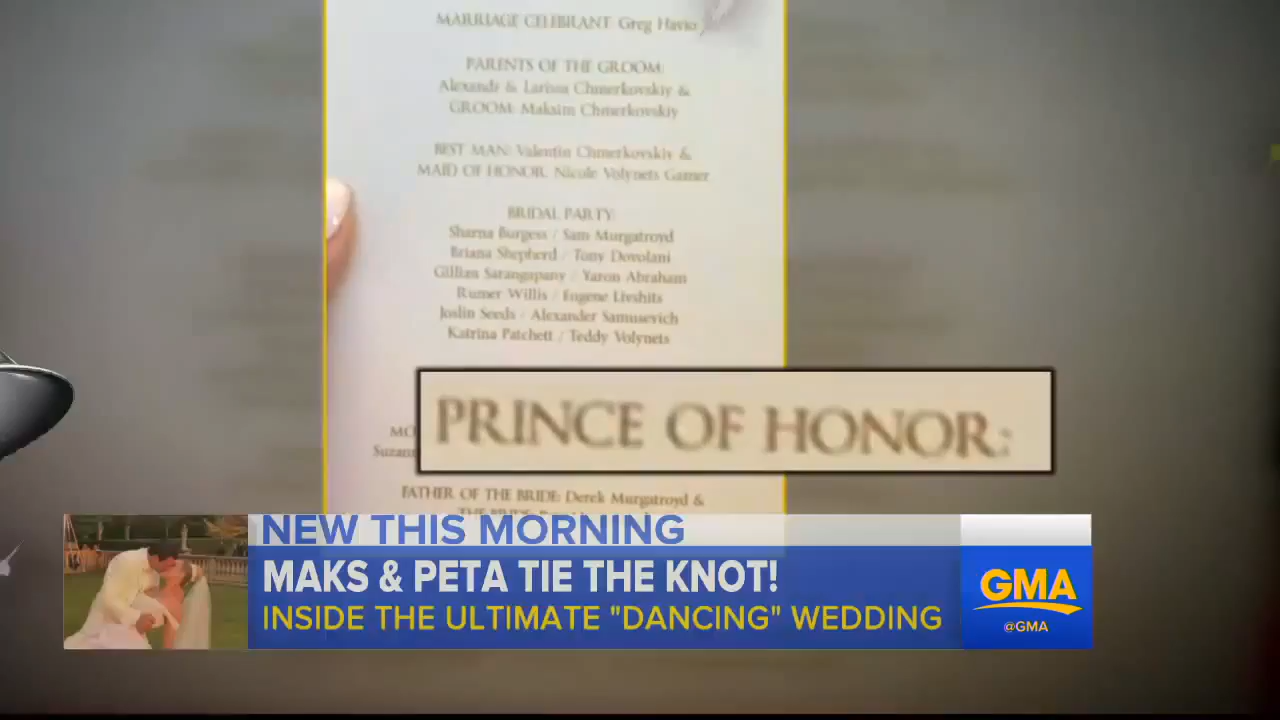 MARRIAGE CELEBRANT: Greg Havio
PARENTS OF THE GROOM:
Alexandr & Larissa Chmerkovskiy &
GROOM: Maksim Chmerkovskiy
BEST MAN: Valentin Chmerkovskiy &
MAID OF HONOR: Nicole Volynets Gamer
BRIDAL PARTY:
Sharna Burgess / Sam Murgatroyd
Briana Shepherd / Tony Dovolani
Gillian Sarangapany / Yaron Abraham
Rumer Willis / Eugene Livshits
Joslin Seeds / Alexander Samusevich
Katrina Patchett / Teddy Volynets
PRINCE OF HONOR:
MO
Suzann
FATHER OF THE BRIDE: Derek Murgatroyd &
NEW THIS MORNING
MAKS & PETA TIE THE KNOT!
INSIDE THE ULTIMATE "DANCING" WEDDING
GMA
@GMA